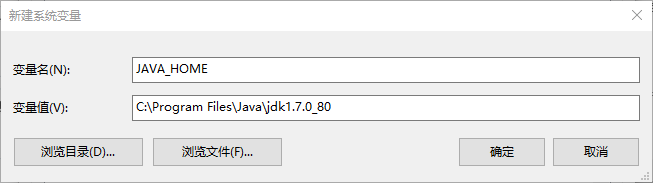 新建系统变量
变量名(N):
JAVA_HOME
变量值(V):
C:\Program Files\Java\jdk1.7.0_80
浏览目录(D)... 浏览文件(F)... 确定 取消